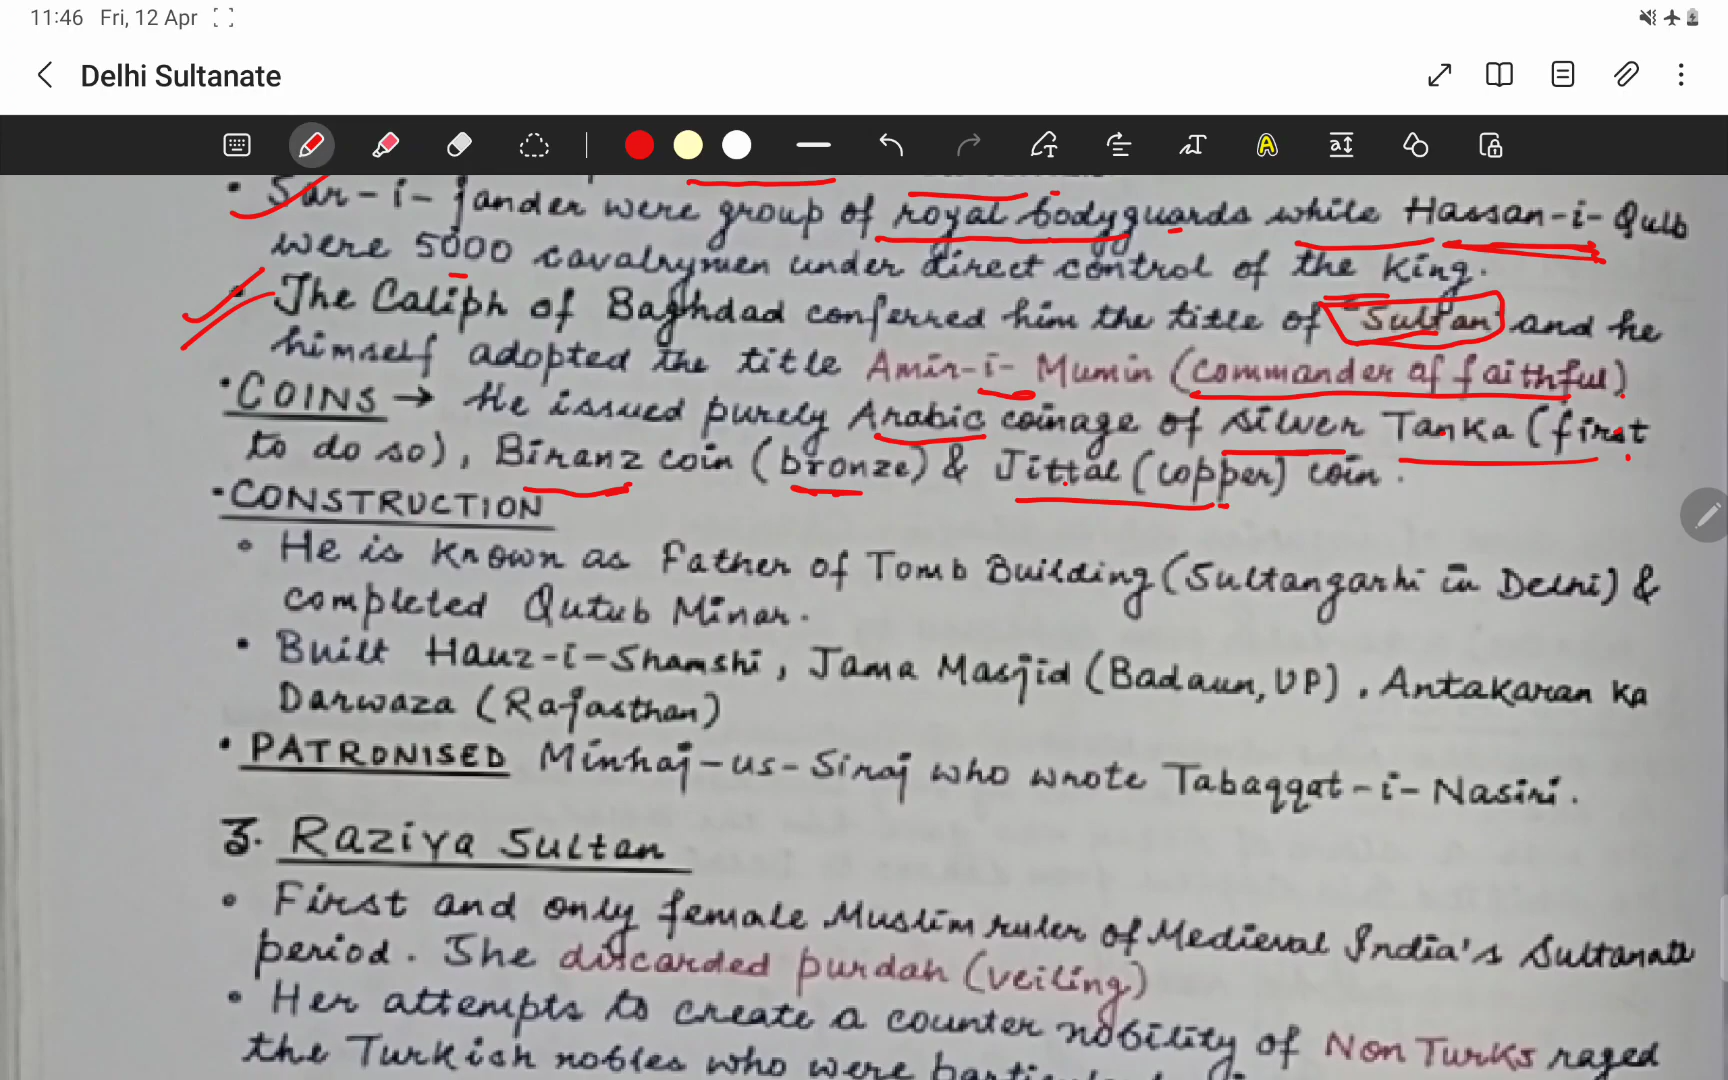 11:46 Fri, 12 Apr
Delhi Sultanate
• Sar-i-jander were group of royal bodyguards while Hassan-i-Qulb
were 5000 cavalrymen under direct control of the King.
• The Caliph of Baghdad conferred him the title of "Sultan" and he
himself adopted the title Amir-i-Mumin (commander of faithful)
• COINS → He issued purely Arabic coinage of silver Tanka (first
to do so), Biranz coin (bronze) & Jittal (copper) coin.
• CONSTRUCTION
• He is known as Father of Tomb Building (Sultangarhi in Delhi) &
completed Qutub Minar.
• Built Hauz-i-Shamshi, Jama Masjid (Badaun, UP), Antakaran ka
Darwaza (Rajasthan)
• PATRONISED Minhaj-us-Siraj who wrote Tabaqqat-i-Nasiri.
3. Raziya Sultan
• First and only female Muslim ruler of Medieval India's Sultanate
period. She discarded purdah (veiling)
• Her attempts to create a counter nobility of Non Turks raged
the Turkish nobles who were